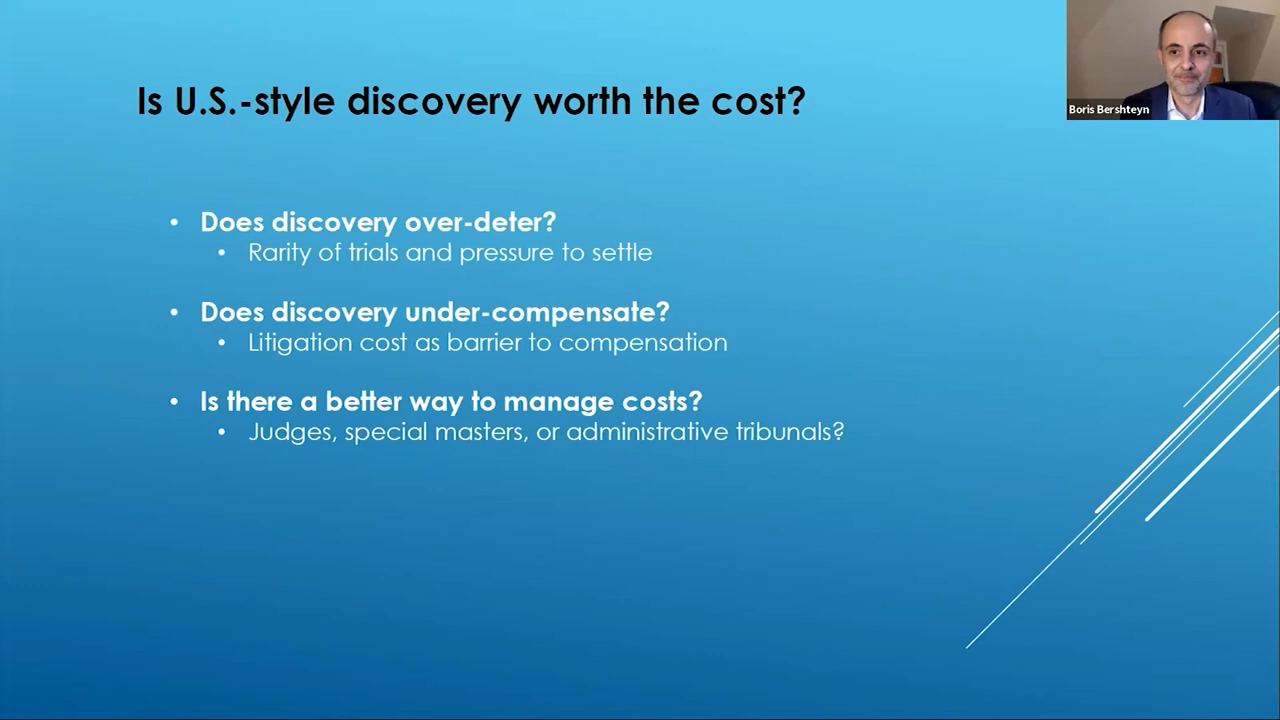 Is U.S.-style discovery worth the cost?
Boris Bershteyn
• Does discovery over-deter?
• Rarity of trials and pressure to settle
• Does discovery under-compensate?
• Litigation cost as barrier to compensation
• Is there a better way to manage costs?
• Judges, special masters, or administrative tribunals?